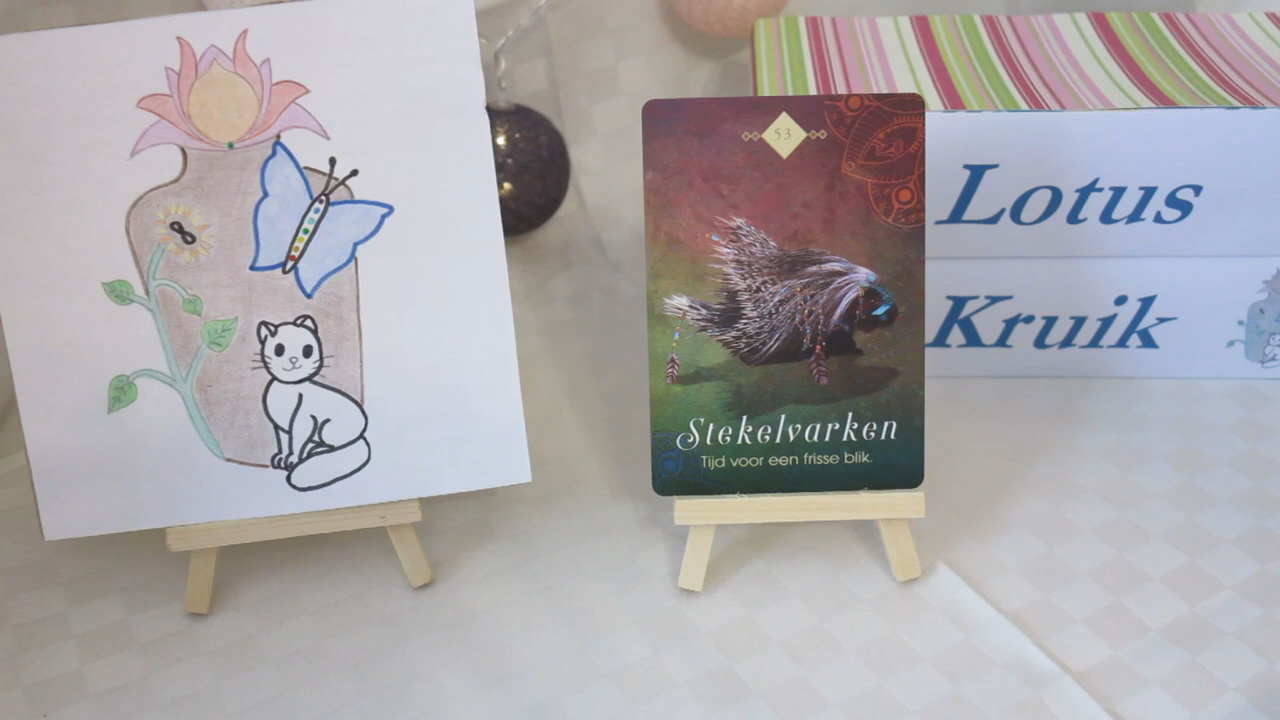 53
Stekelvarken
Tijd voor een frisse blik.
Lotus
Kruik